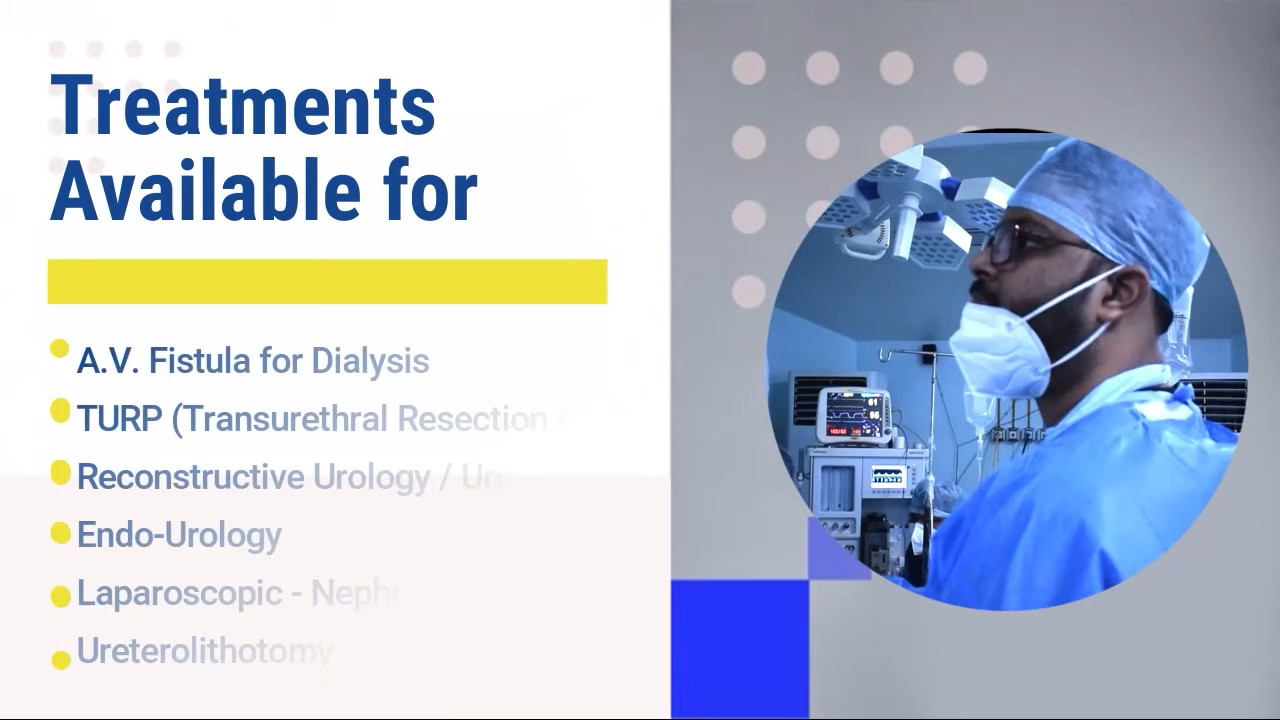 Treatments
Available for
A.V. Fistula for Dialysis
TURP (Transurethral Resection
Reconstructive Urology /
Endo-Urology
Laparoscopic -
Ureterolithotomy